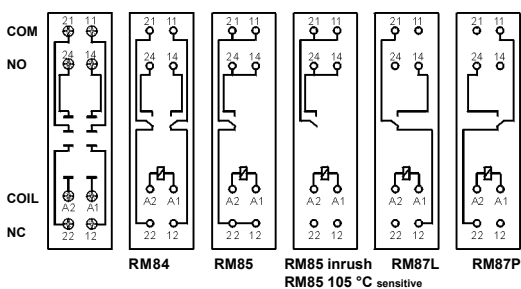 COM 21 11 21 11 21 11 21 11 21 11 21 11
NO 24 14 24 14 24 14 24 14 24 14 24 14
COIL A2 A1 A2 A1 A2 A1 A2 A1 A2 A1 A2 A1
NC 22 12 22 12 22 12 22 12 22 12 22 12
RM84 RM85 RM85 inrush RM87L RM87P
RM85 105 °C sensitive